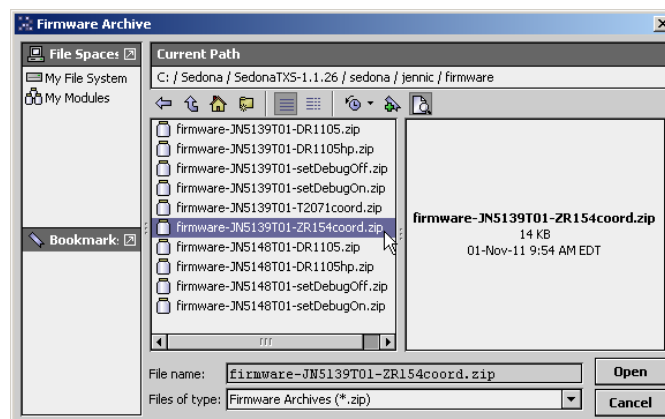 Firmware Archive
File Spaces
My File System
My Modules
Bookmark:
Current Path
C: / Sedona / SedonaTXS-1.1.26 / sedona / jennic / firmware
firmware-JN5139T01-DR1105.zip
firmware-JN5139T01-DR1105hp.zip
firmware-JN5139T01-setDebugOff.zip
firmware-JN5139T01-setDebugOn.zip
firmware-JN5139T01-T2071coord.zip
firmware-JN5139T01-ZR154coord.zip
firmware-JN5148T01-DR1105.zip
firmware-JN5148T01-DR1105hp.zip
firmware-JN5148T01-setDebugOff.zip
firmware-JN5148T01-setDebugOn.zip
firmware-JN5139T01-ZR154coord.zip
14 KB
01-Nov-11 9:54 AM EDT
File name: firmware-JN5139T01-ZR154coord.zip
Files of type: Firmware Archives (*.zip)
Open
Cancel